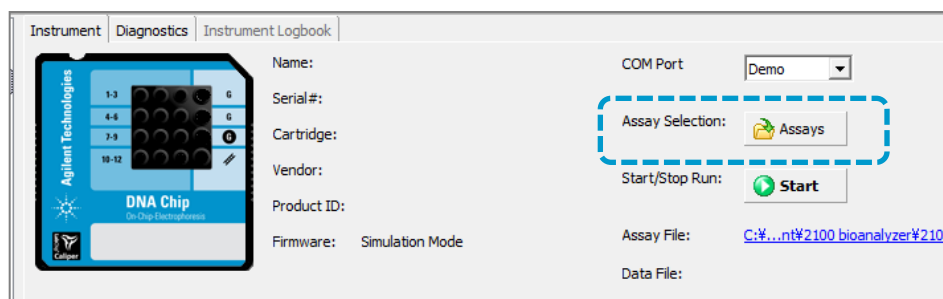 Instrument Diagnostics Instrument Logbook
Agilent Technologies
1-3 G
4-6 G
7-9 G
10-12
DNA Chip
On-Chip-Electrophoresis
Caliper
Name:
Serial#:
Cartridge:
Vendor:
Product ID:
Firmware: Simulation Mode
COM Port Demo
Assay Selection: Assays
Start/Stop Run: Start
Assay File: C:¥...nt¥2100 bioanalyzer¥210
Data File: